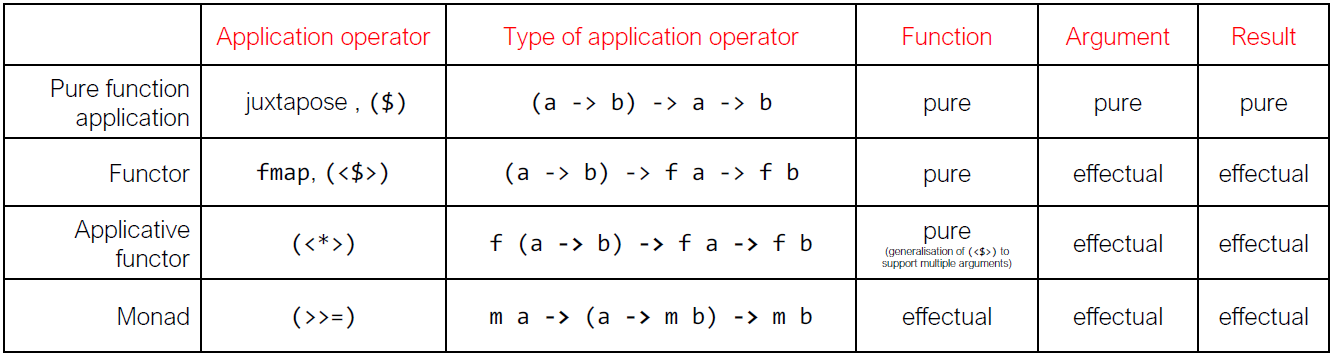 Application operator Type of application operator Function Argument Result
Pure function
application
juxtapose , ($) (a -> b) -> a -> b pure pure pure
Functor fmap, (<$>) (a -> b) -> f a -> f b pure effectual effectual
Applicative
functor
(<*>) f (a -> b) -> f a -> f b pure
(generalisation of (<$>) to
support multiple arguments)
effectual effectual
Monad (>>=) m a -> (a -> m b) -> m b effectual effectual effectual